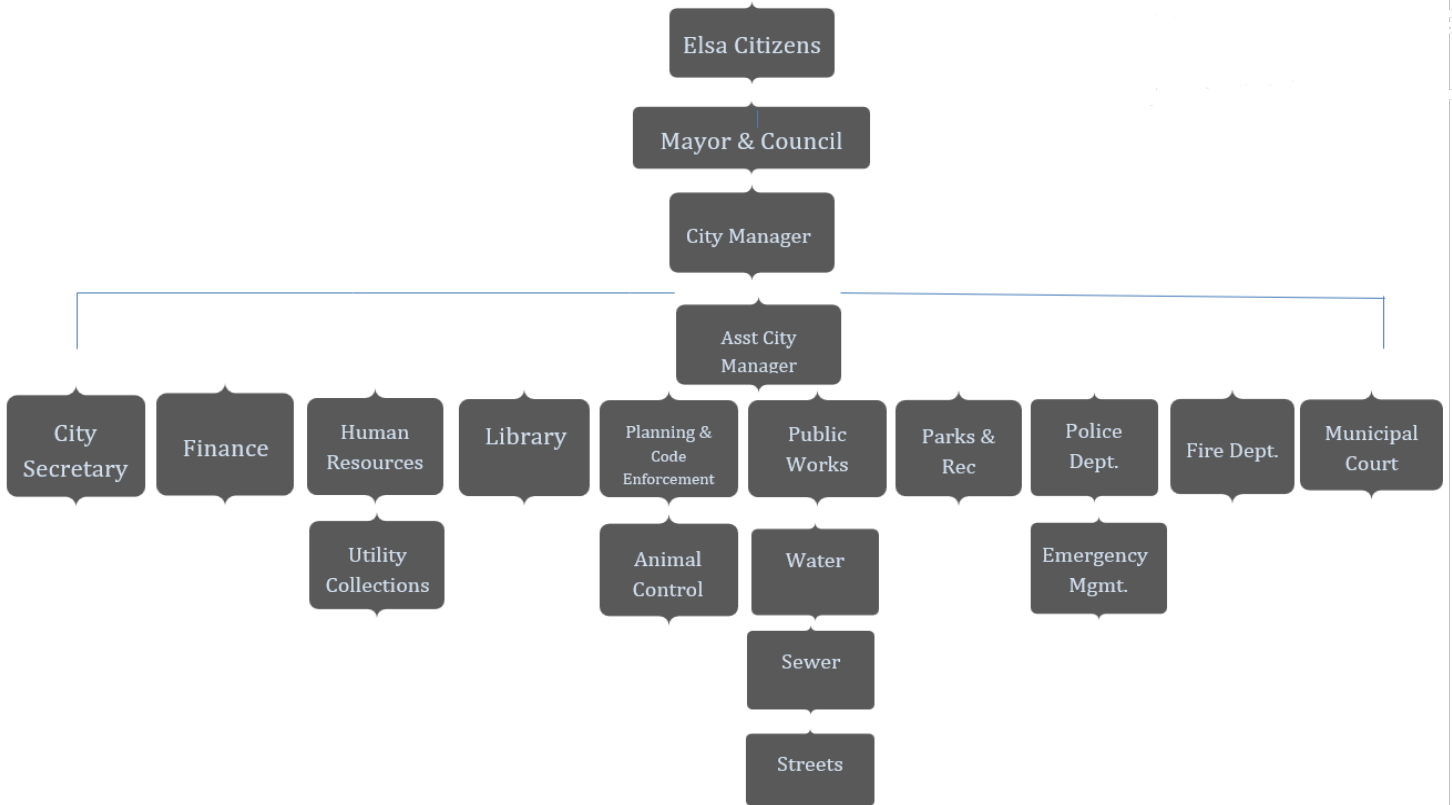 Elsa Citizens
Mayor & Council
City Manager
Asst City
Manager
City
Secretary
Finance
Human
Resources
Library
Planning &
Code
Enforcement
Public
Works
Parks &
Rec
Police
Dept.
Fire Dept.
Municipal
Court
Utility
Collections
Animal
Control
Water
Emergency
Mgmt.
Sewer
Streets